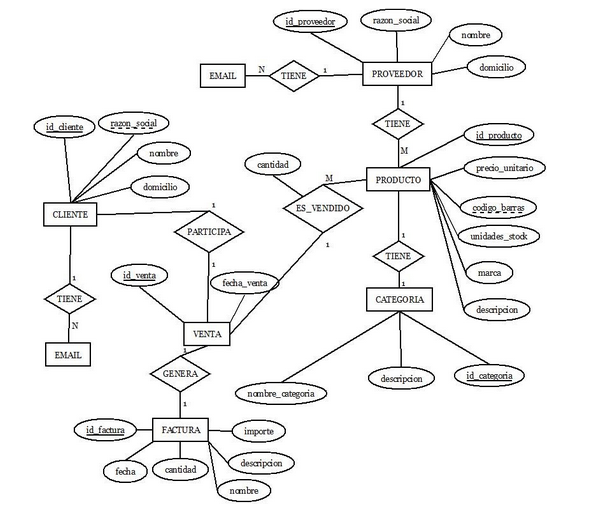 id_proveedor
razon_social
nombre
domicilio
EMAIL
N
TIENE
1
PROVEEDOR
1
TIENE
M
id_cliente
razon_social
nombre
domicilio
CLIENTE
1
PARTICIPA
1
1
TIENE
N
EMAIL
cantidad
M
ES_VENDIDO
1
PRODUCTO
id_producto
precio_unitario
codigo_barras
unidades_stock
marca
descripcion
1
TIENE
1
CATEGORIA
nombre_categoria
descripcion
id_categoria
id_venta
fecha_venta
VENTA
1
GENERA
1
FACTURA
id_factura
importe
fecha
cantidad
descripcion
nombre